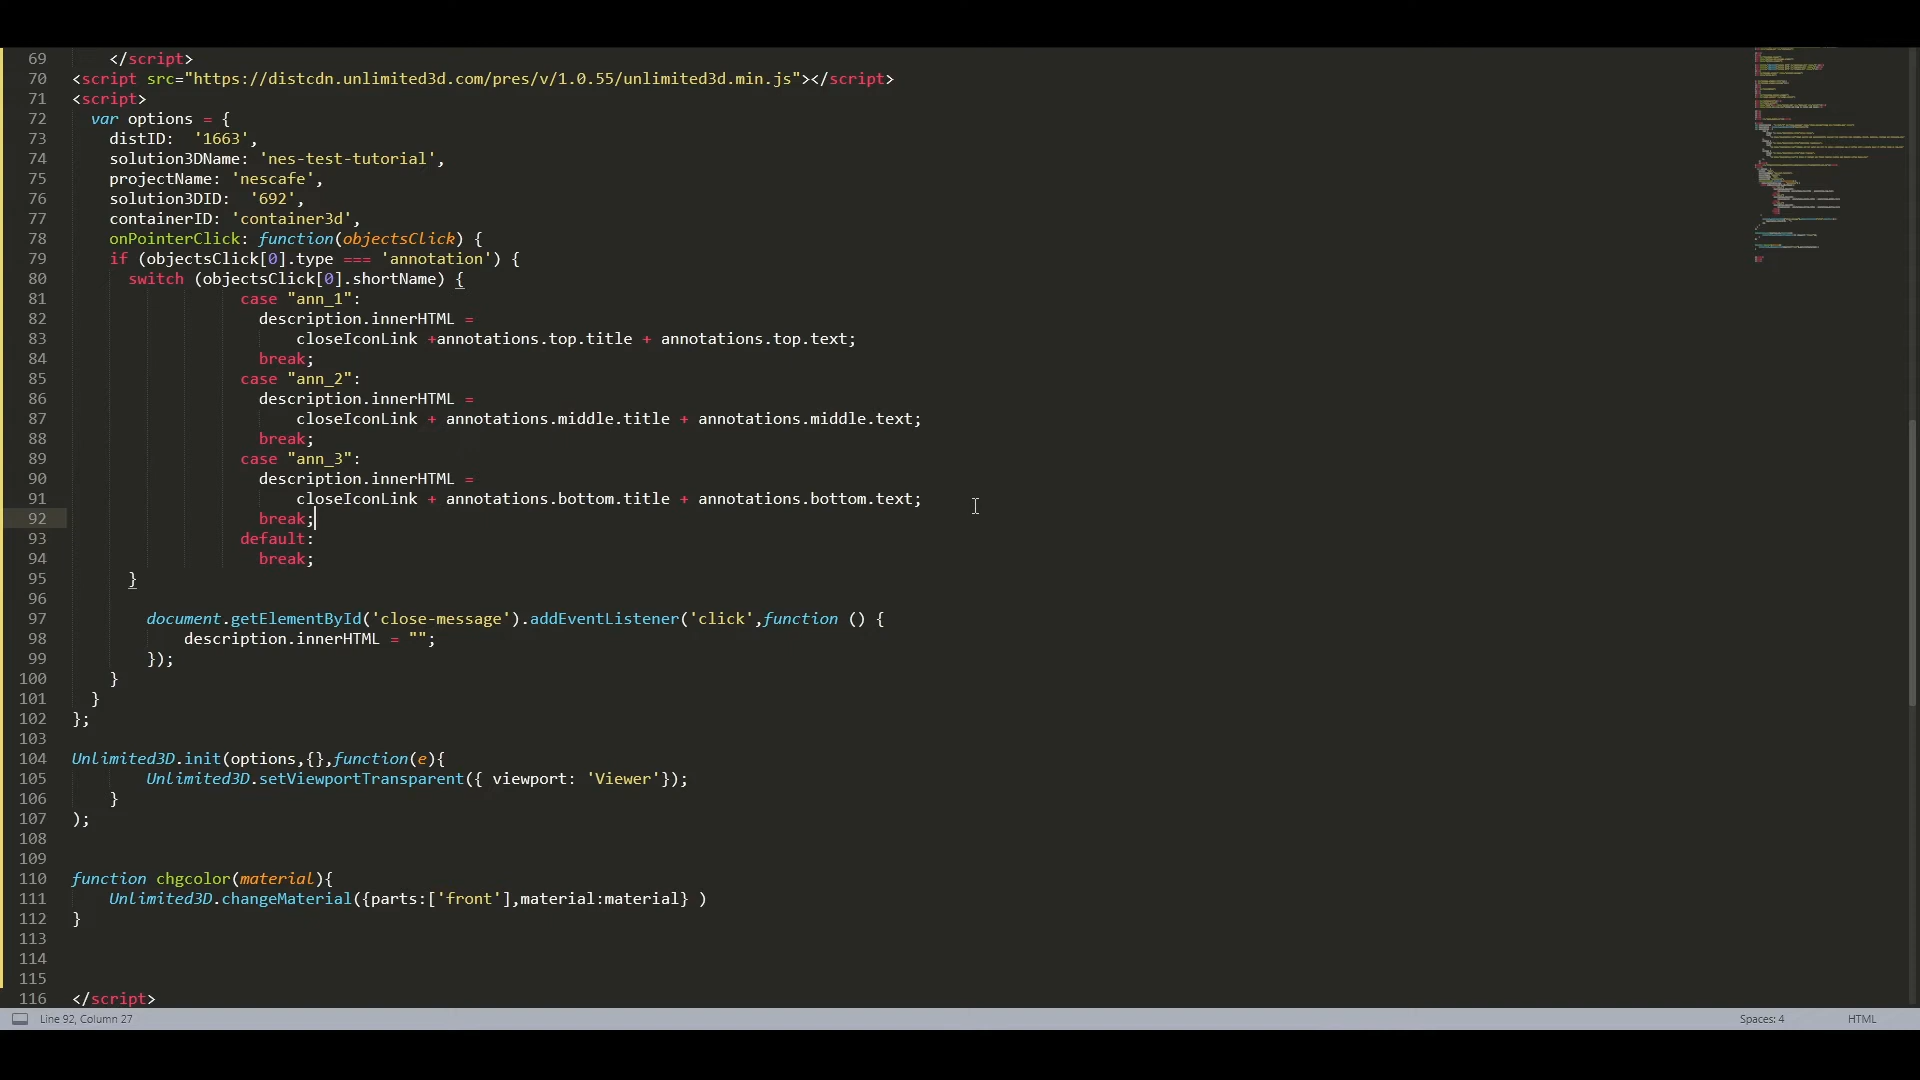 69 </script>
70 <script src="https://distcdn.unlimited3d.com/pres/v/1.0.55/unlimited3d.min.js"></script>
71 <script>
72 var options = {
73 distID: '1663',
74 solution3DName: 'nes-test-tutorial',
75 projectName: 'nescafe',
76 solution3DID: '692',
77 containerID: 'container3d',
78 onPointerClick: function(objectsClick) {
79 if (objectsClick[0].type === 'annotation') {
80 switch (objectsClick[0].shortName) {
81 case "ann_1":
82 description.innerHTML =
83 closeIconLink +annotations.top.title + annotations.top.text;
84 break;
85 case "ann_2":
86 description.innerHTML =
87 closeIconLink + annotations.middle.title + annotations.middle.text;
88 break;
89 case "ann_3":
90 description.innerHTML =
91 closeIconLink + annotations.bottom.title + annotations.bottom.text;
92 break;
93 default:
94 break;
95 }
96
97 document.getElementById('close-message').addEventListener('click',function () {
98 description.innerHTML = "";
99 });
100 }
101 }
102 };
103
104 Unlimited3D.init(options,{},function(e){
105 Unlimited3D.setViewportTransparent({ viewport: 'Viewer'});
106 }
107 );
108
109
110 function chgcolor(material){
111 Unlimited3D.changeMaterial({parts:['front'],material:material} )
112 }
113
114
115
116 </script>
Line 92, Column 27
Spaces: 4
HTML